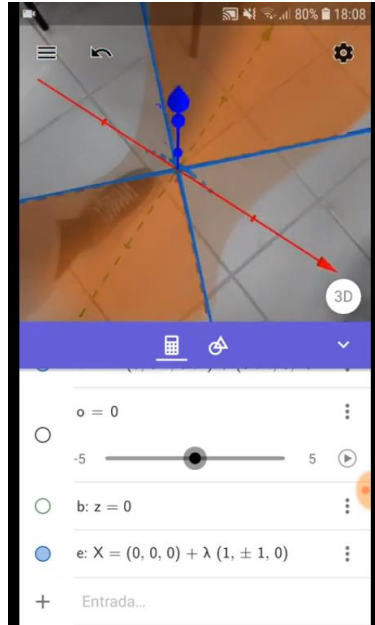 80% 18:08
3D
o = 0
-5 5
b: z = 0
e: X = (0, 0, 0) + λ (1, ± 1, 0)
+ Entrada...